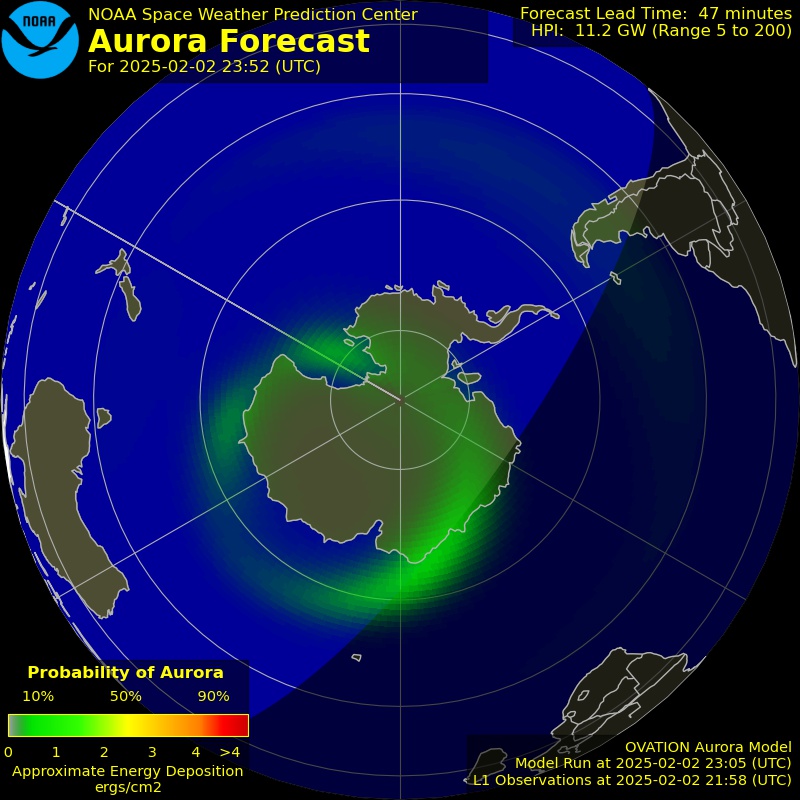 NOAA
NOAA Space Weather Prediction Center
Aurora Forecast
For 2025-02-02 23:52 (UTC)
Forecast Lead Time: 47 minutes
HPI: 11.2 GW (Range 5 to 200)
Probability of Aurora
10% 50% 90%
0 1 2 3 4 >4
Approximate Energy Deposition
ergs/cm2
OVATION Aurora Model
Model Run at 2025-02-02 23:05 (UTC)
L1 Observations at 2025-02-02 21:58 (UTC)